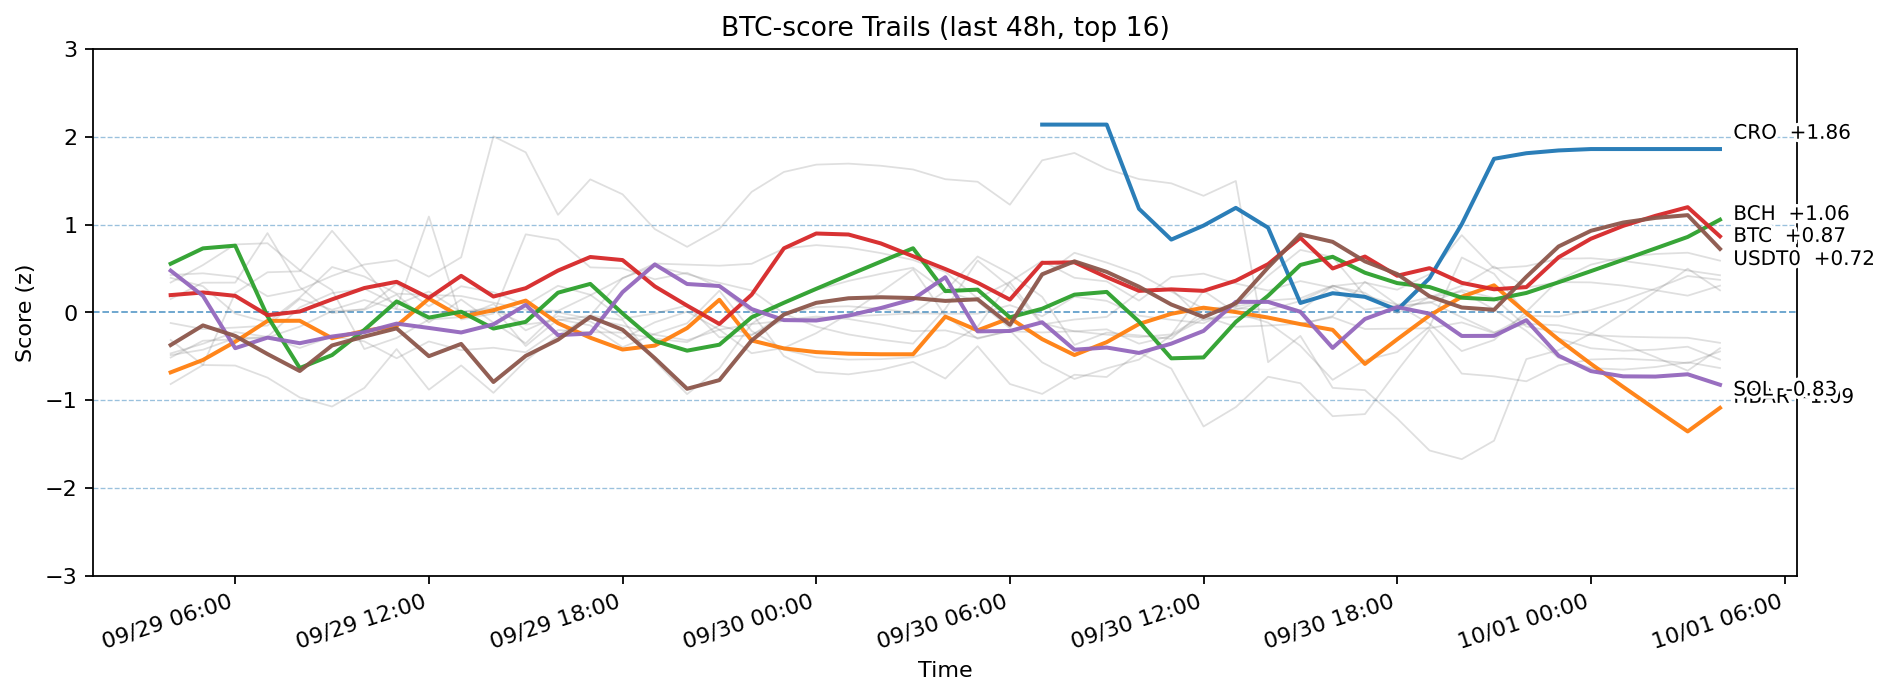 BTC-score Trails (last 48h, top 16)
Score (z)
3
2
1
0
−1
−2
−3
CRO  +1.86
BCH  +1.06
BTC  +0.87
USDT0  +0.72
SOL  -0.83
09/29 06:00
09/29 12:00
09/29 18:00
09/30 00:00
09/30 06:00
09/30 12:00
09/30 18:00
10/01 00:00
10/01 06:00
Time